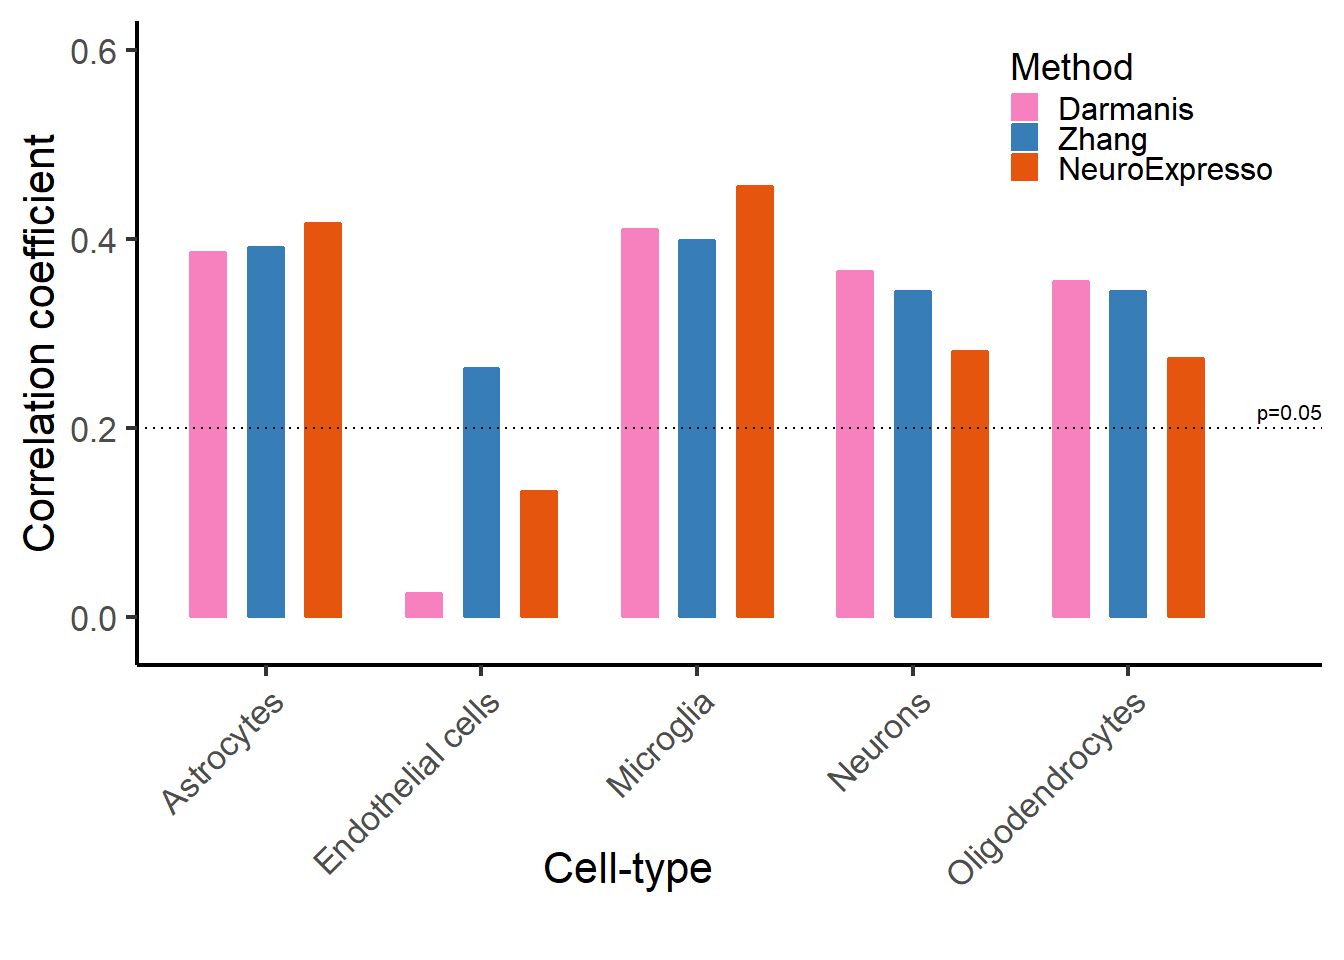 Correlation coefficient
0.6
0.4
0.2
0.0
Method
Darmanis
Zhang
NeuroExpresso
p=0.05
Astrocytes
Endothelial cells
Microglia
Neurons
Oligodendrocytes
Cell-type